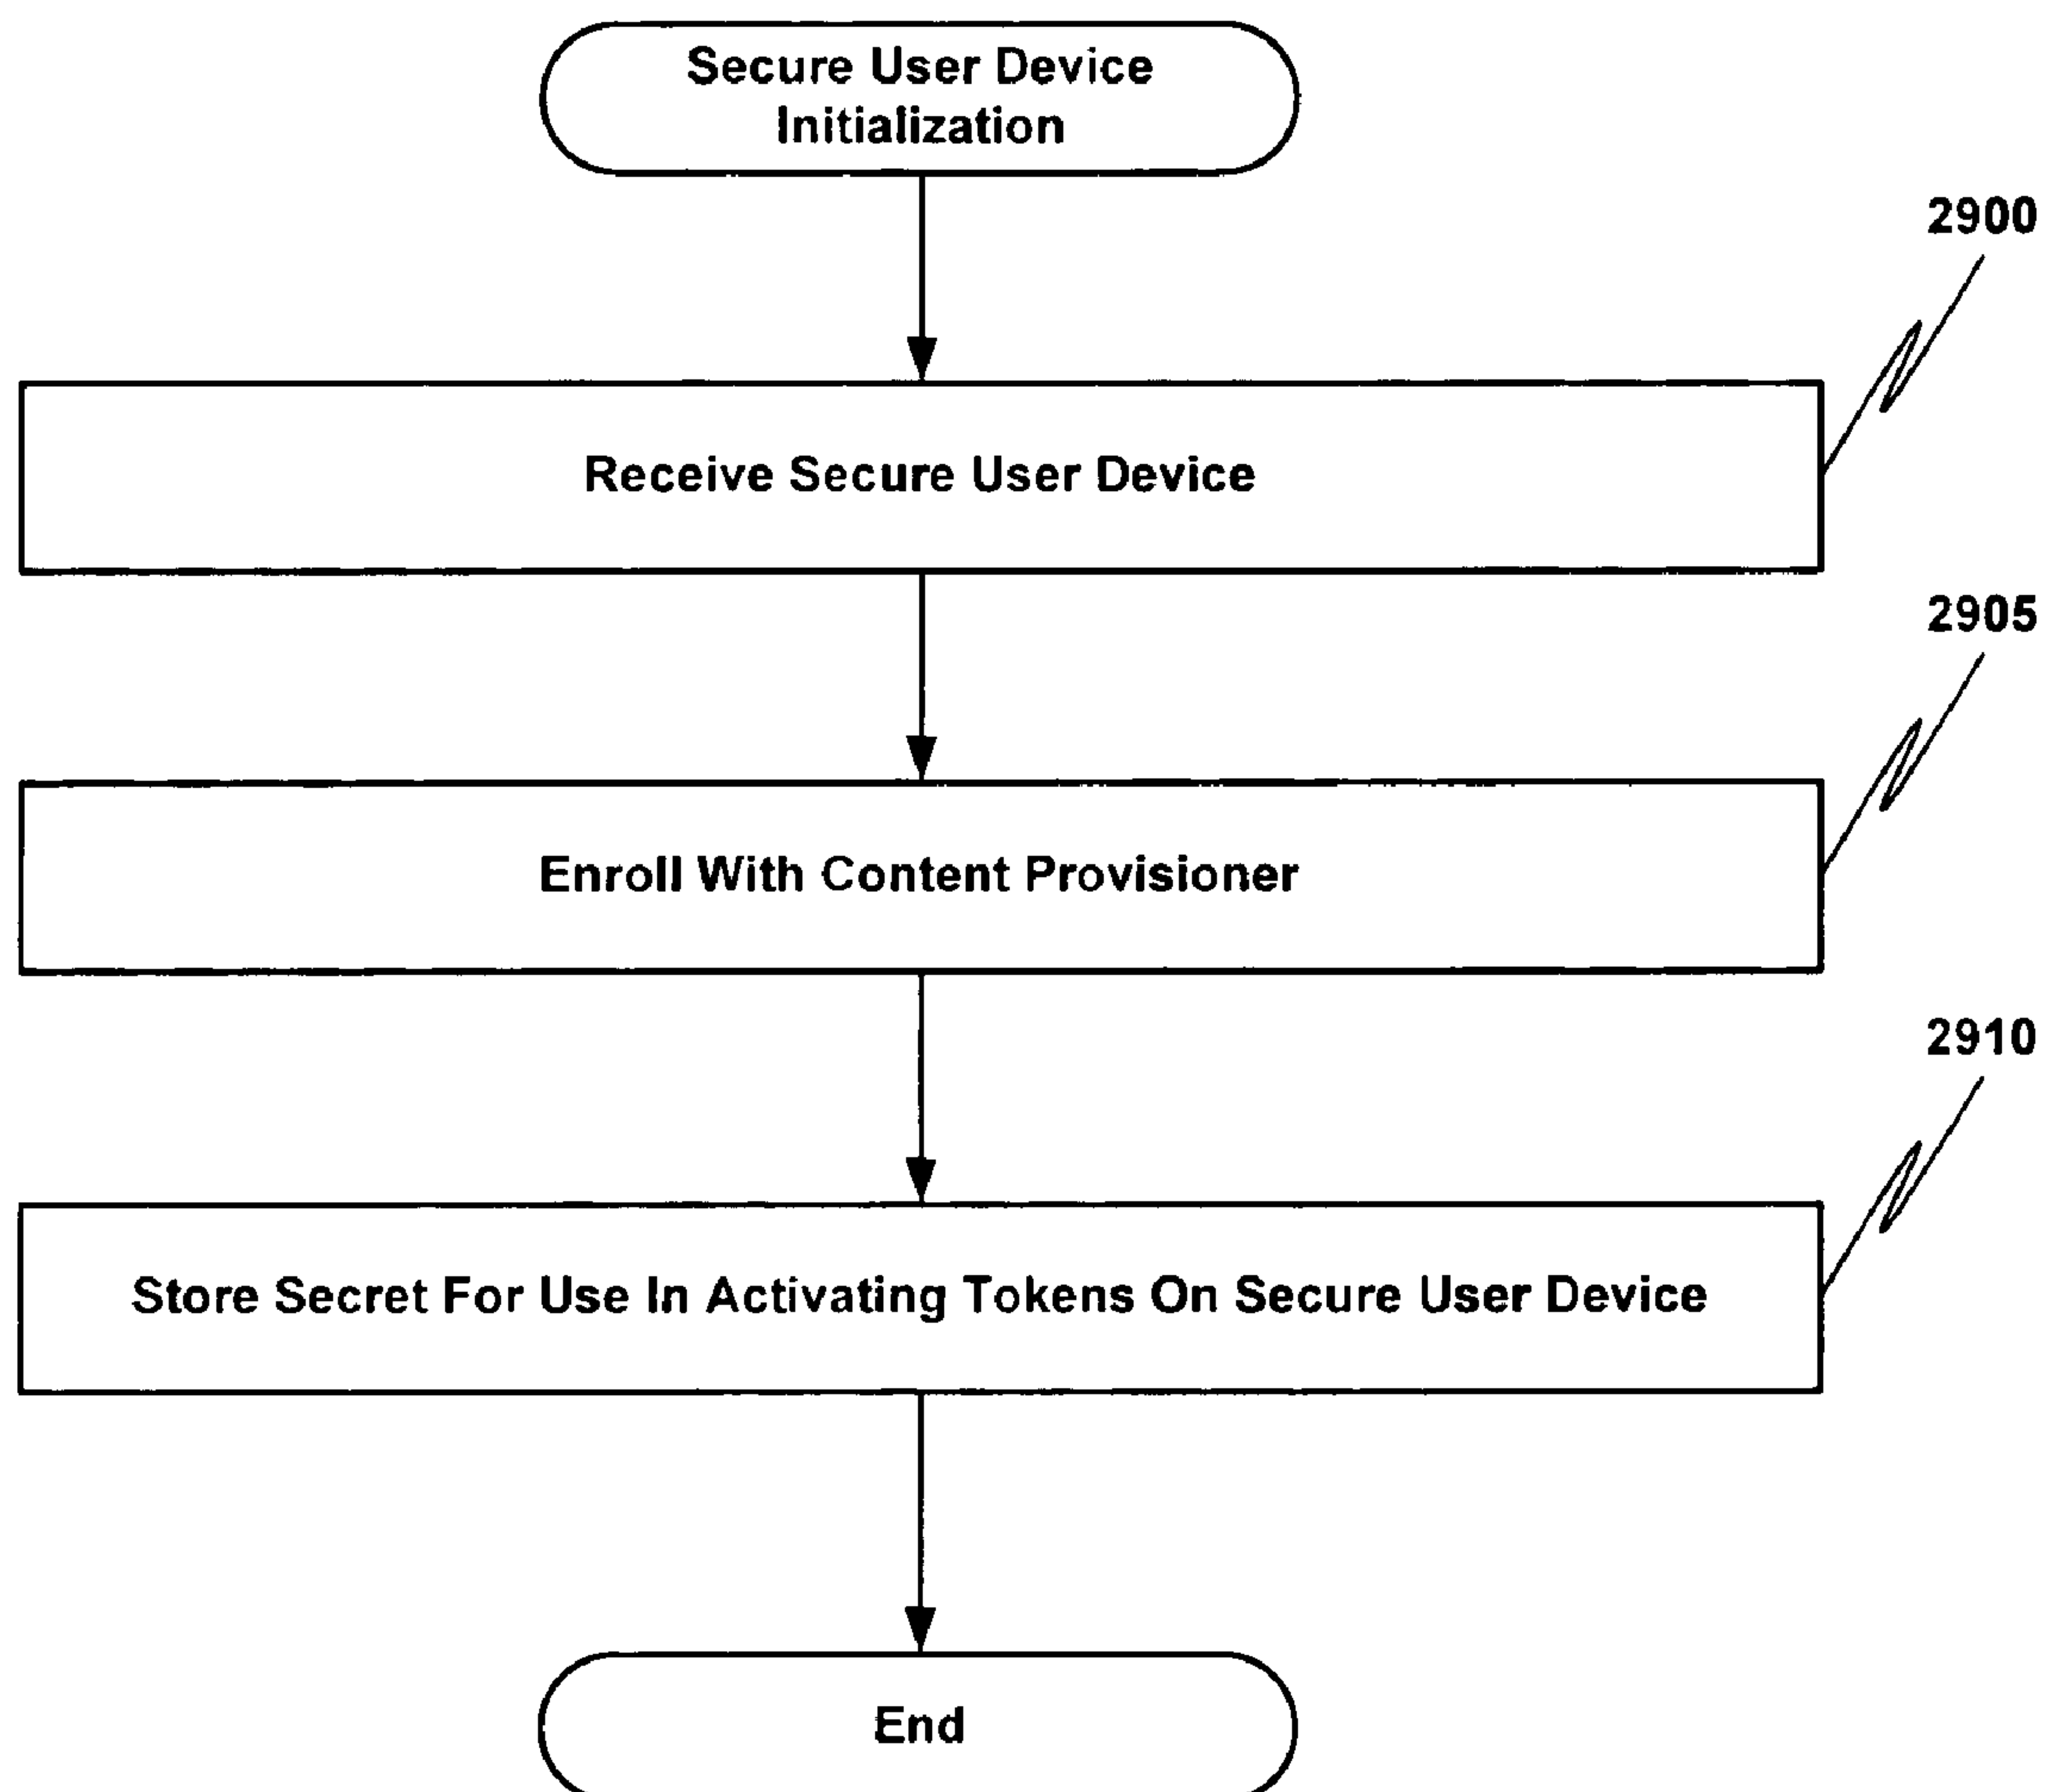 Secure User Device
Initialization
2900
Receive Secure User Device
2905
Enroll With Content Provisioner
2910
Store Secret For Use In Activating Tokens On Secure User Device
End